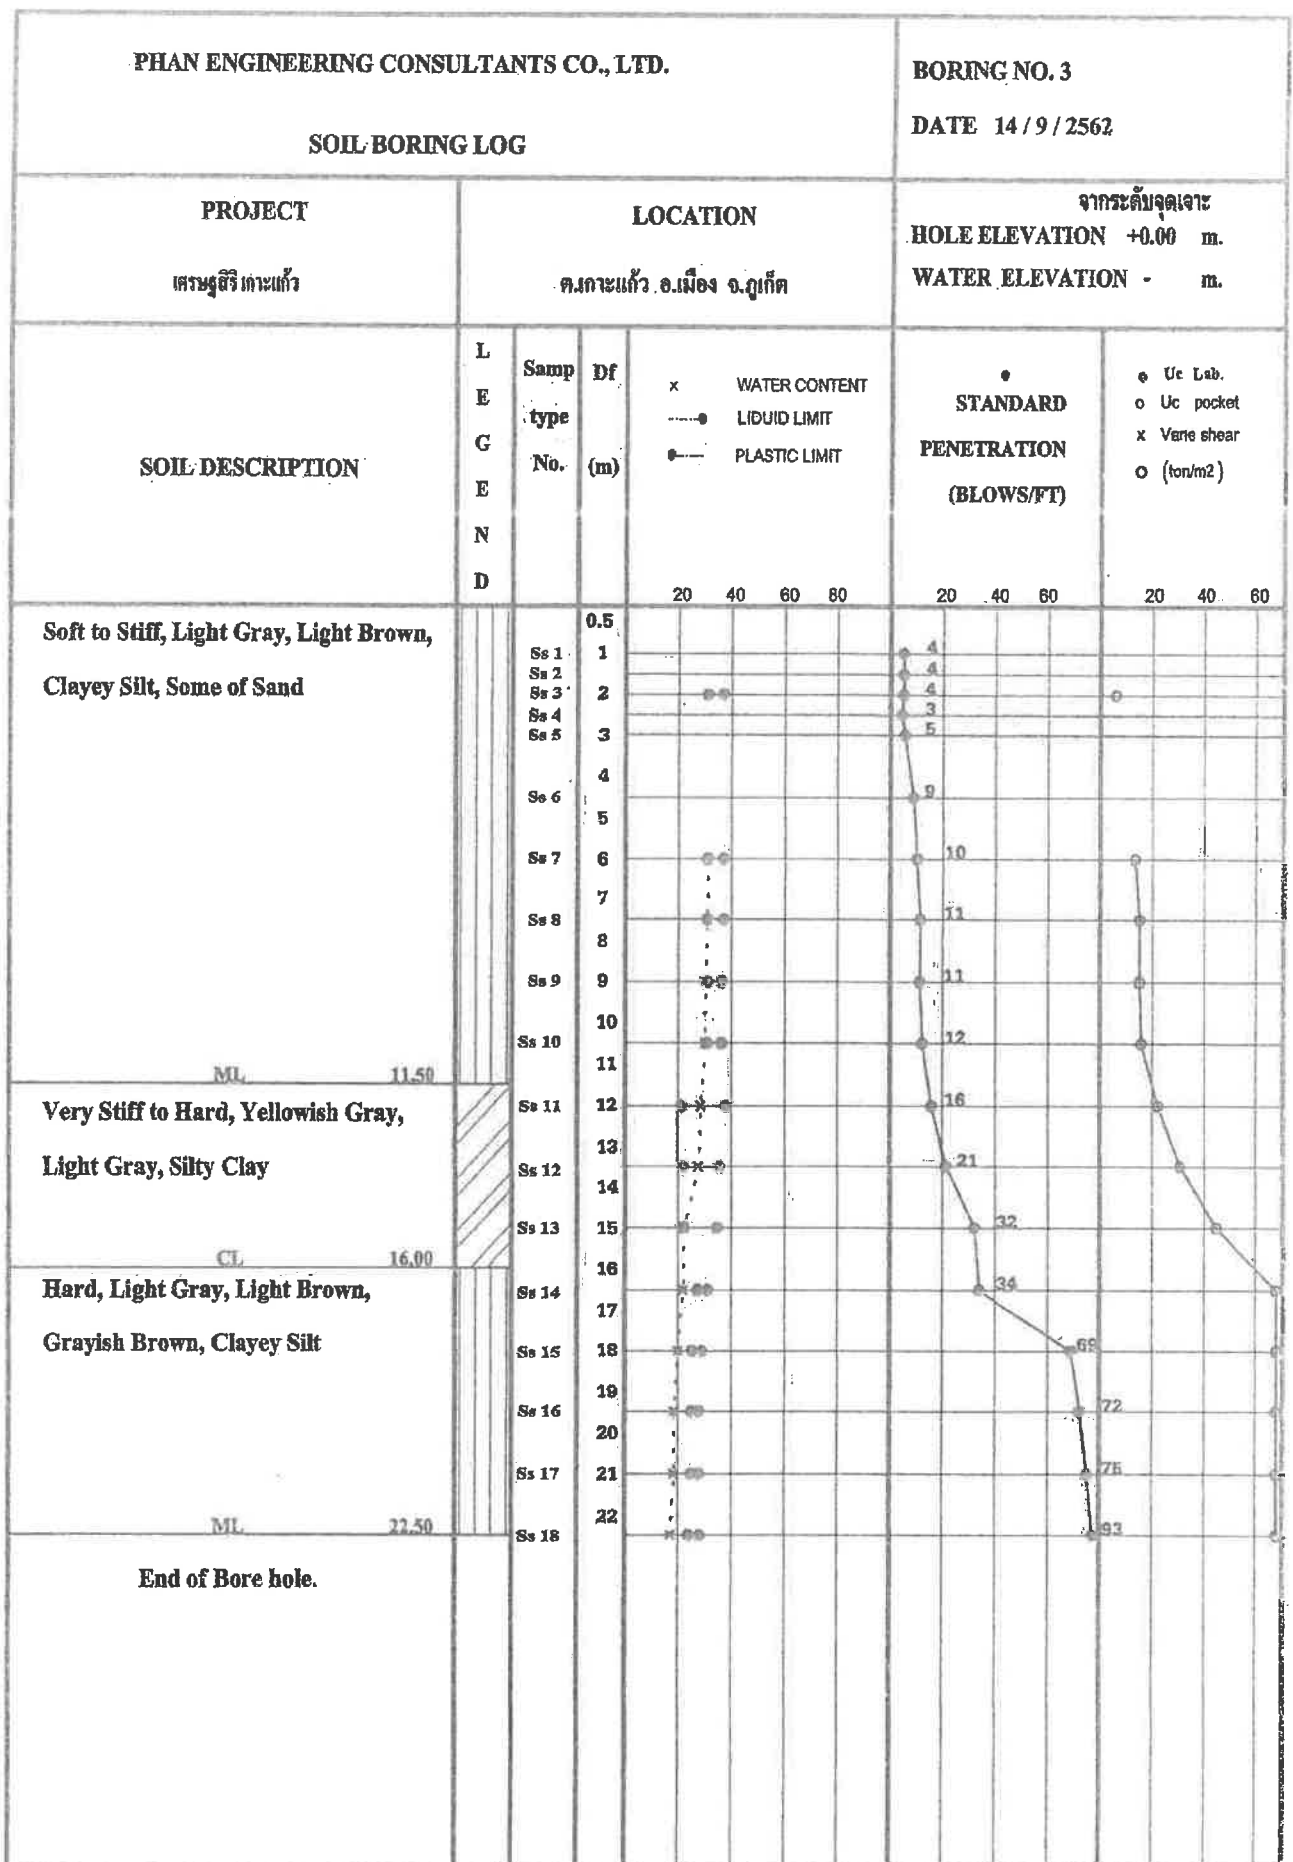 PHAN ENGINEERING CONSULTANTS CO., LTD.
SOIL BORING LOG
BORING NO. 3
DATE 14 / 9 / 2562
PROJECT
เศรษฐสิริ เกาะแก้ว
LOCATION
ต.เกาะแก้ว อ.เมือง จ.ภูเก็ต
จากระดับจุดเจาะ
HOLE ELEVATION +0.00 m.
WATER ELEVATION - m.
SOIL DESCRIPTION
L
E
G
E
N
D
Samp
type
No.
Df
(m)
x WATER CONTENT
LIDUID LIMIT
PLASTIC LIMIT
20 40 60 80
STANDARD
PENETRATION
(BLOWS/FT)
20 40 60
Uc Lab.
Uc pocket
x Vane shear
(ton/m2)
20 40 60
0.5
Soft to Stiff, Light Gray, Light Brown,
Ss 1 1 4
Ss 2 4
Clayey Silt, Some of Sand
Ss 3 2 4
Ss 4 3
Ss 5 3 5
4
Ss 6 9
5
Ss 7 6 10
7
Ss 8 11
8
Ss 9 9 11
10
Ss 10 12
11
ML 11.50
Very Stiff to Hard, Yellowish Gray,
Ss 11 12 16
13
Light Gray, Silty Clay
Ss 12 21
14
Ss 13 15 32
CL 16.00
16
Hard, Light Gray, Light Brown,
Ss 14 34
17
Grayish Brown, Clayey Silt
Ss 15 18 69
19
Ss 16 72
20
Ss 17 21
22
ML 22.50
Ss 18 93
End of Bore hole.